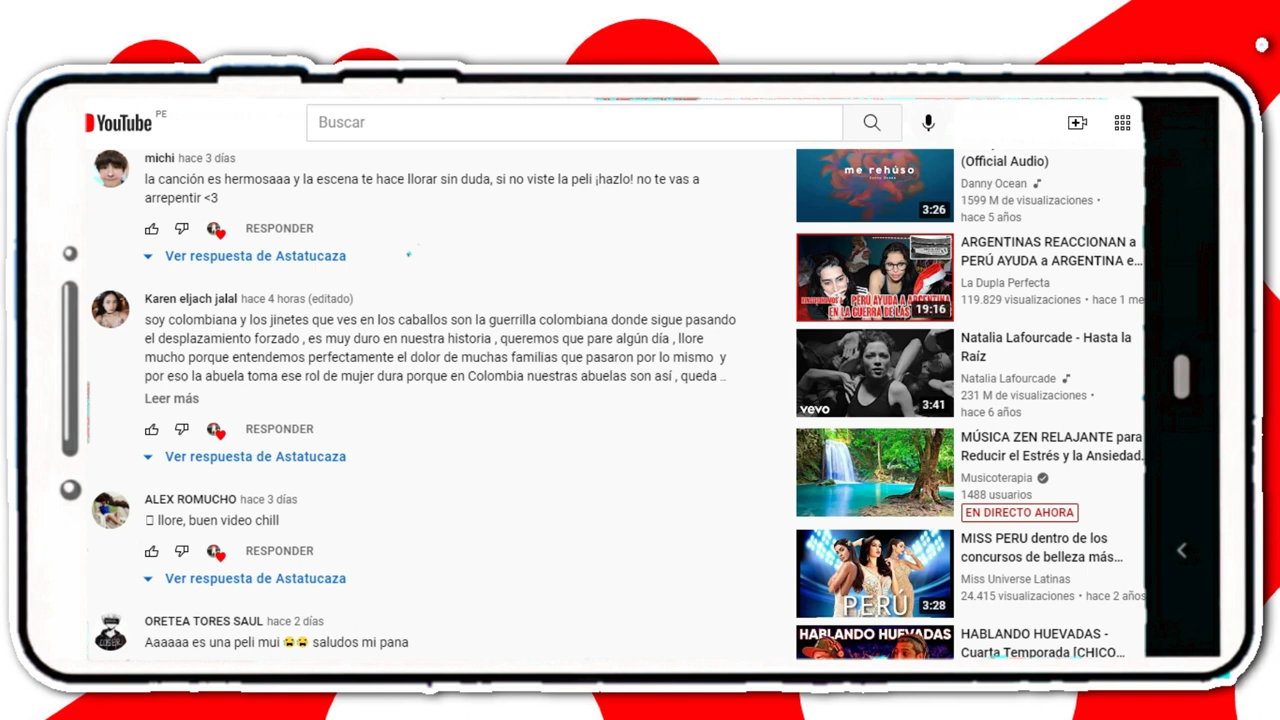 YouTube PE
Buscar
michi hace 3 días
la canción es hermosaaa y la escena te hace llorar sin duda, si no viste la peli ¡hazlo! no te vas a
arrepentir <3
RESPONDER
Ver respuesta de Astatucaza
Karen eljach jalal hace 4 horas (editado)
soy colombiana y los jinetes que ves en los caballos son la guerrilla colombiana donde sigue pasando
el desplazamiento forzado , es muy duro en nuestra historia , queremos que pare algún día , llore
mucho porque entendemos perfectamente el dolor de muchas familias que pasaron por lo mismo y
por eso la abuela toma ese rol de mujer dura porque en Colombia nuestras abuelas son así , queda ...
Leer más
RESPONDER
Ver respuesta de Astatucaza
ALEX ROMUCHO hace 3 días
llore, buen video chill
RESPONDER
Ver respuesta de Astatucaza
ORETEA TORES SAUL hace 2 días
Aaaaaa es una peli mui 😭😭 saludos mi pana
me rehúso
Danny Ocean
3:26
(Official Audio)
Danny Ocean
1599 M de visualizaciones •
hace 5 años
PERÚ AYUDA A ARGENTINA
EN LA GUERRA DE LAS
19:16
ARGENTINAS REACCIONAN a
PERÚ AYUDA a ARGENTINA e...
La Dupla Perfecta
119.829 visualizaciones • hace 1 me
vevo
3:41
Natalia Lafourcade - Hasta la
Raíz
Natalia Lafourcade
231 M de visualizaciones •
hace 6 años
MÚSICA ZEN RELAJANTE para
Reducir el Estrés y la Ansiedad.
Musicoterapia
1488 usuarios
EN DIRECTO AHORA
PERÚ
3:28
MISS PERU dentro de los
concursos de belleza más...
Miss Universe Latinas
24.415 visualizaciones • hace 2 años
HABLANDO HUEVADAS
HABLANDO HUEVADAS -
Cuarta Temporada [CHICO...